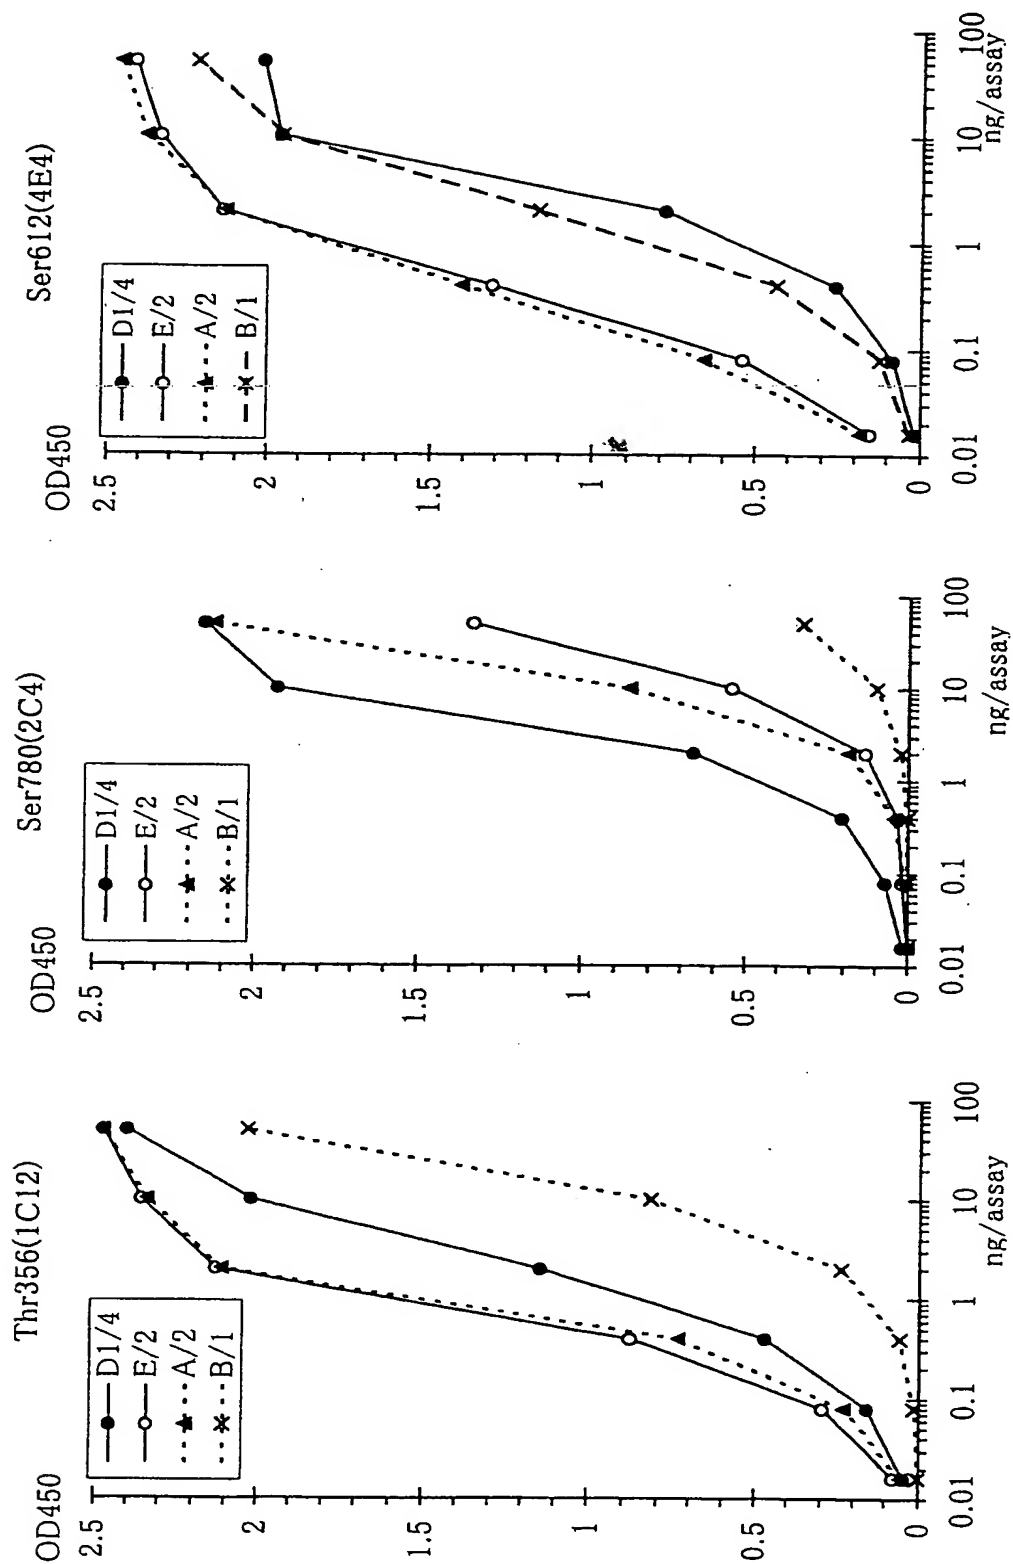 Thr356(1C12)
OD450
D1/4
E/2
A/2
B/1
2.5
2
1.5
1
0.5
0
0.01
0.1
1
10
100
ng/assay
Ser780(2C4)
OD450
D1/4
E/2
A/2
B/1
2.5
2
1.5
1
0.5
0
0.01
0.1
1
10
100
ng/assay
Ser612(4E4)
OD450
D1/4
E/2
A/2
B/1
2.5
2
1.5
1
0.5
0
0.01
0.1
1
10
100
ng/assay